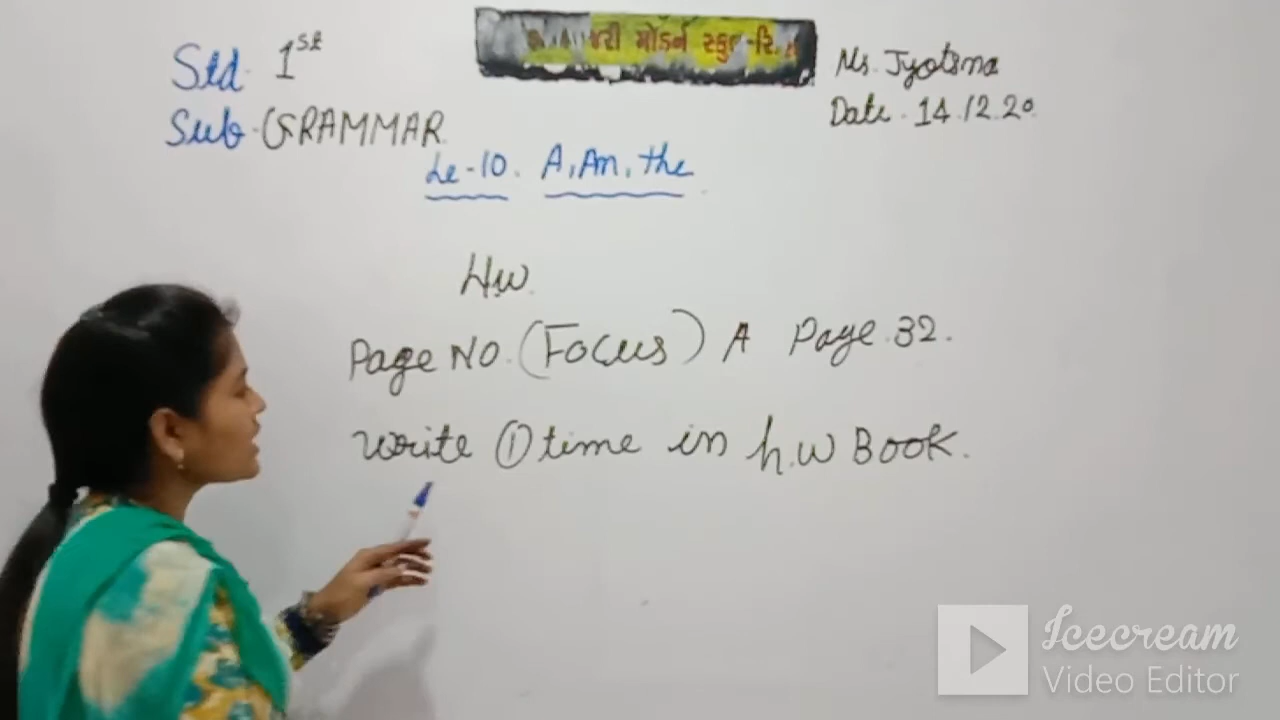 Std. 1st
Sub. GRAMMAR.
મોડર્ન સ્કુલ-
Ms. Jyotsna
Date. 14.12.20.
Le-10. A, An, the
H.W.
Page NO. (Focus) A Page.32.
Write ① time in h.w Book.
Icecream
Video Editor